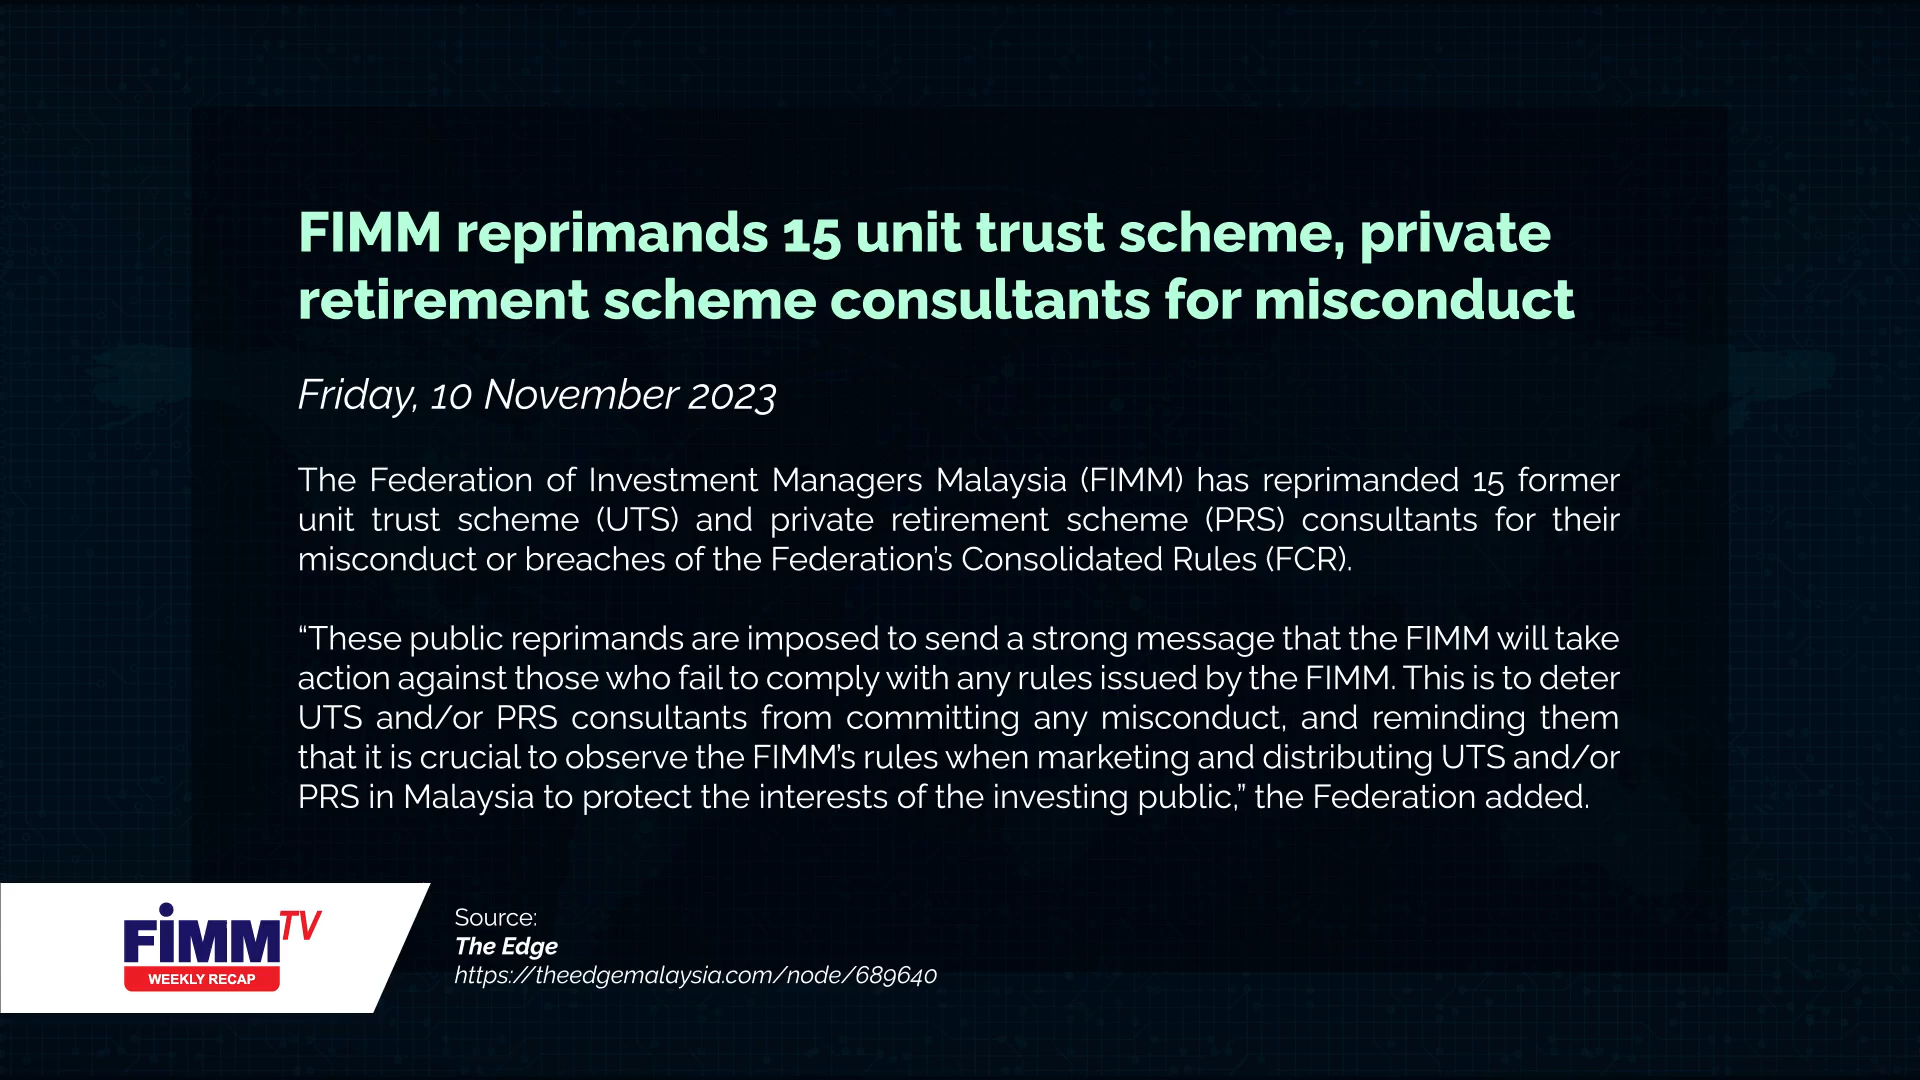 FIMM reprimands 15 unit trust scheme, private
retirement scheme consultants for misconduct
Friday, 10 November 2023
The Federation of Investment Managers Malaysia (FIMM) has reprimanded 15 former
unit trust scheme (UTS) and private retirement scheme (PRS) consultants for their
misconduct or breaches of the Federation’s Consolidated Rules (FCR).
“These public reprimands are imposed to send a strong message that the FIMM will take
action against those who fail to comply with any rules issued by the FIMM. This is to deter
UTS and/or PRS consultants from committing any misconduct, and reminding them
that it is crucial to observe the FIMM’s rules when marketing and distributing UTS and/or
PRS in Malaysia to protect the interests of the investing public,” the Federation added.
FiMM TV
WEEKLY RECAP
Source:
The Edge
https://theedgemalaysia.com/node/689640